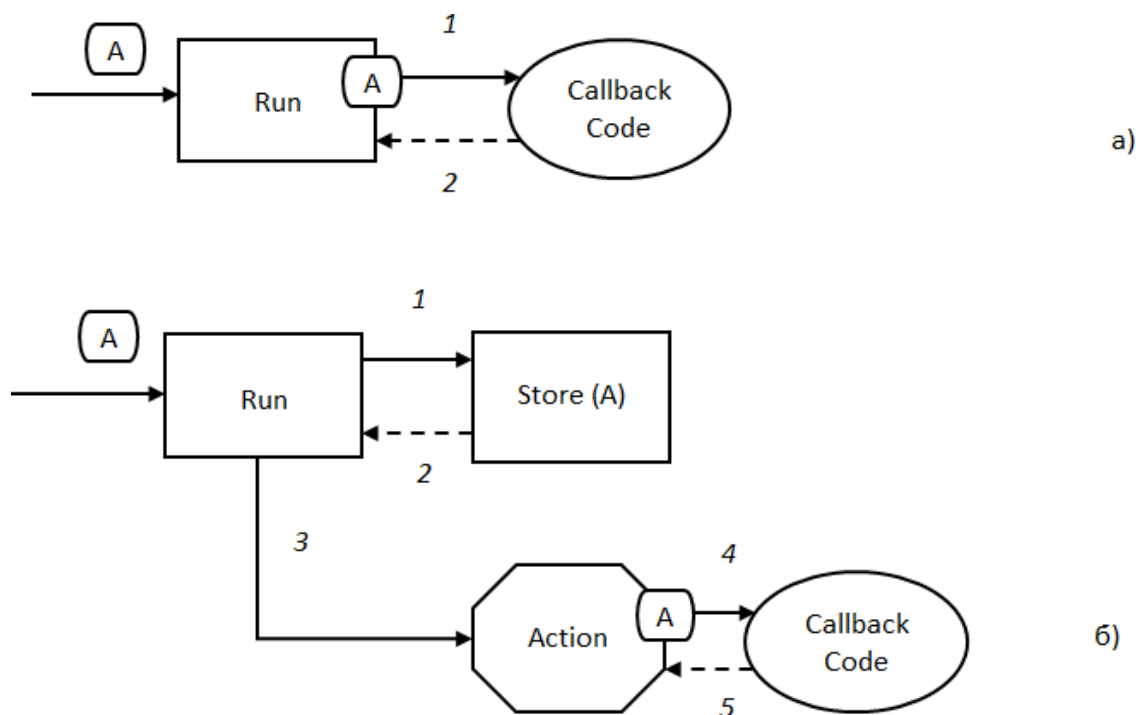 A
1
Run
A
Callback
Code
2
а)
A
1
Run
Store (A)
2
3
4
Action
A
Callback
Code
5
б)